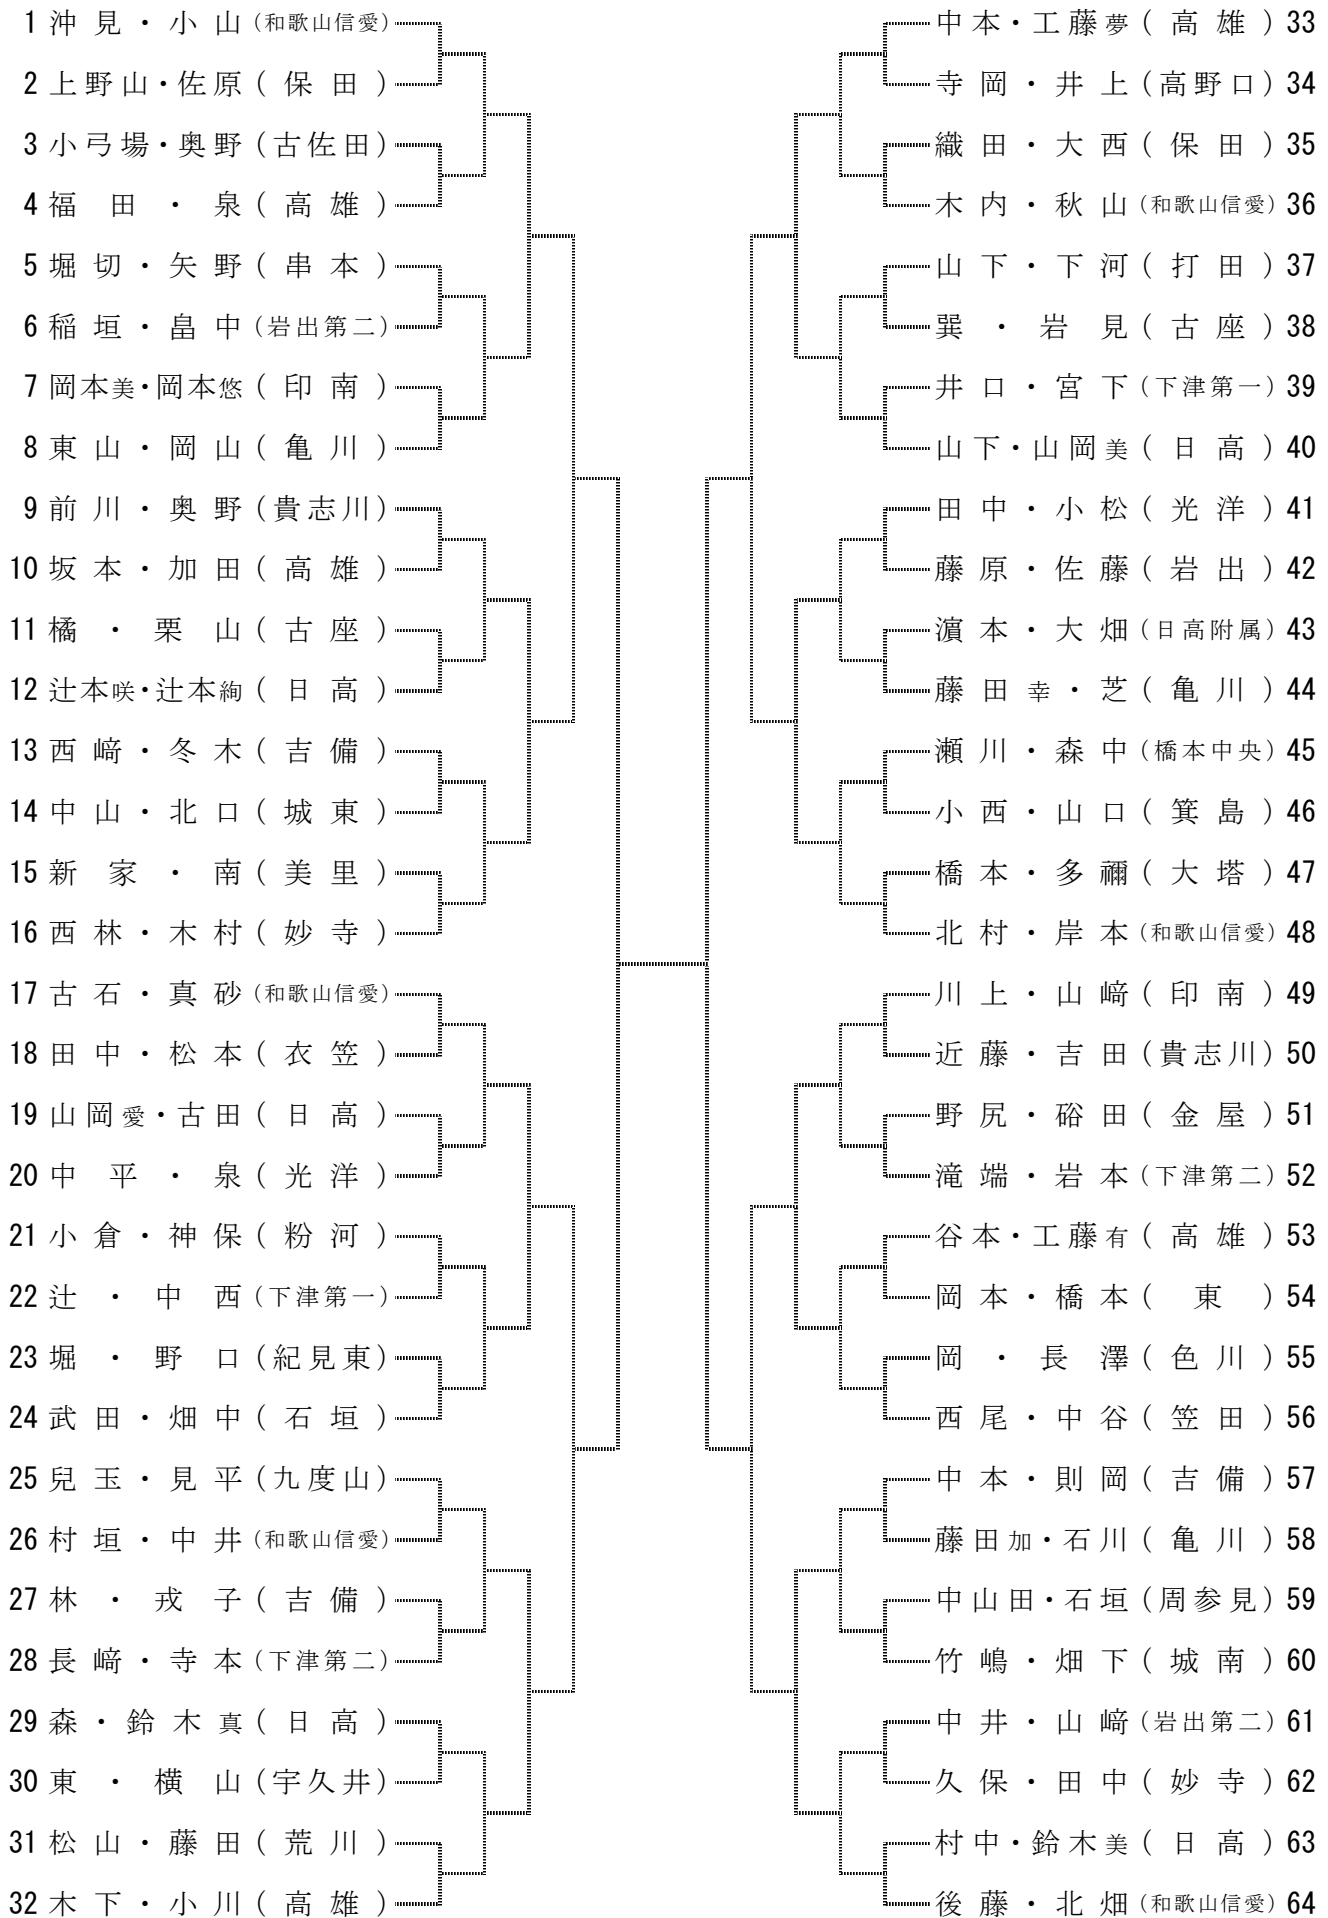 1 沖見・小山(和歌山信愛)
2 上野山・佐原(保田)
3 小弓場・奥野(古佐田)
4 福田・泉(高雄)
5 堀切・矢野(串本)
6 稲垣・畠中(岩出第二)
7 岡本美・岡本悠(印南)
8 東山・岡山(亀川)
9 前川・奥野(貴志川)
10 坂本・加田(高雄)
11 橘・栗山(古座)
12 辻本咲・辻本絢(日高)
13 西﨑・冬木(吉備)
14 中山・北口(城東)
15 新家・南(美里)
16 西林・木村(妙寺)
17 古石・真砂(和歌山信愛)
18 田中・松本(衣笠)
19 山岡愛・古田(日高)
20 中平・泉(光洋)
21 小倉・神保(粉河)
22 辻・中西(下津第一)
23 堀・野口(紀見東)
24 武田・畑中(石垣)
25 兒玉・見平(九度山)
26 村垣・中井(和歌山信愛)
27 林・戎子(吉備)
28 長﨑・寺本(下津第二)
29 森・鈴木真(日高)
30 東・横山(宇久井)
31 松山・藤田(荒川)
32 木下・小川(高雄)
中本・工藤夢(高雄) 33
寺岡・井上(高野口) 34
織田・大西(保田) 35
木内・秋山(和歌山信愛) 36
山下・下河(打田) 37
巽・岩見(古座) 38
井口・宮下(下津第一) 39
山下・山岡美(日高) 40
田中・小松(光洋) 41
藤原・佐藤(岩出) 42
濵本・大畑(日高附属) 43
藤田幸・芝(亀川) 44
瀬川・森中(橋本中央) 45
小西・山口(箕島) 46
橋本・多禰(大塔) 47
北村・岸本(和歌山信愛) 48
川上・山﨑(印南) 49
近藤・吉田(貴志川) 50
野尻・硲田(金屋) 51
滝端・岩本(下津第二) 52
谷本・工藤有(高雄) 53
岡本・橋本(東) 54
岡・長澤(色川) 55
西尾・中谷(笠田) 56
中本・則岡(吉備) 57
藤田加・石川(亀川) 58
中山田・石垣(周参見) 59
竹嶋・畑下(城南) 60
中井・山﨑(岩出第二) 61
久保・田中(妙寺) 62
村中・鈴木美(日高) 63
後藤・北畑(和歌山信愛) 64